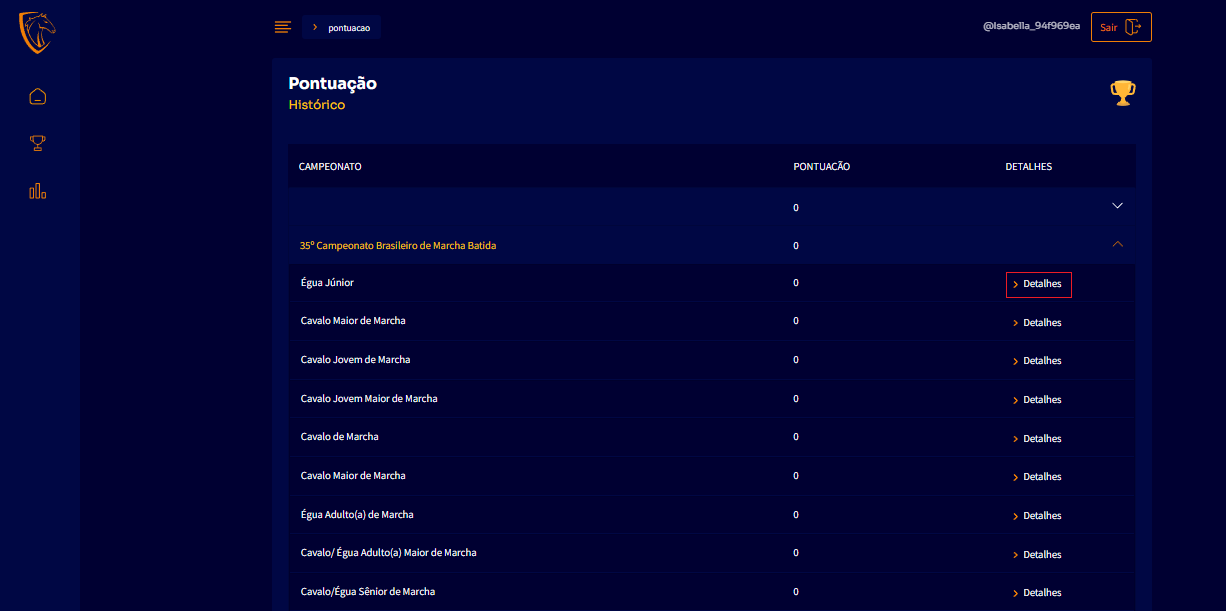 pontuacao
@Isabella_94f969ea
Sair
Pontuação
Histórico
CAMPEONATO PONTUACÃO DETALHES
0
35º Campeonato Brasileiro de Marcha Batida 0
Égua Júnior 0 Detalhes
Cavalo Maior de Marcha 0 Detalhes
Cavalo Jovem de Marcha 0 Detalhes
Cavalo Jovem Maior de Marcha 0 Detalhes
Cavalo de Marcha 0 Detalhes
Cavalo Maior de Marcha 0 Detalhes
Égua Adulto(a) de Marcha 0 Detalhes
Cavalo/ Égua Adulto(a) Maior de Marcha 0 Detalhes
Cavalo/Égua Sênior de Marcha 0 Detalhes